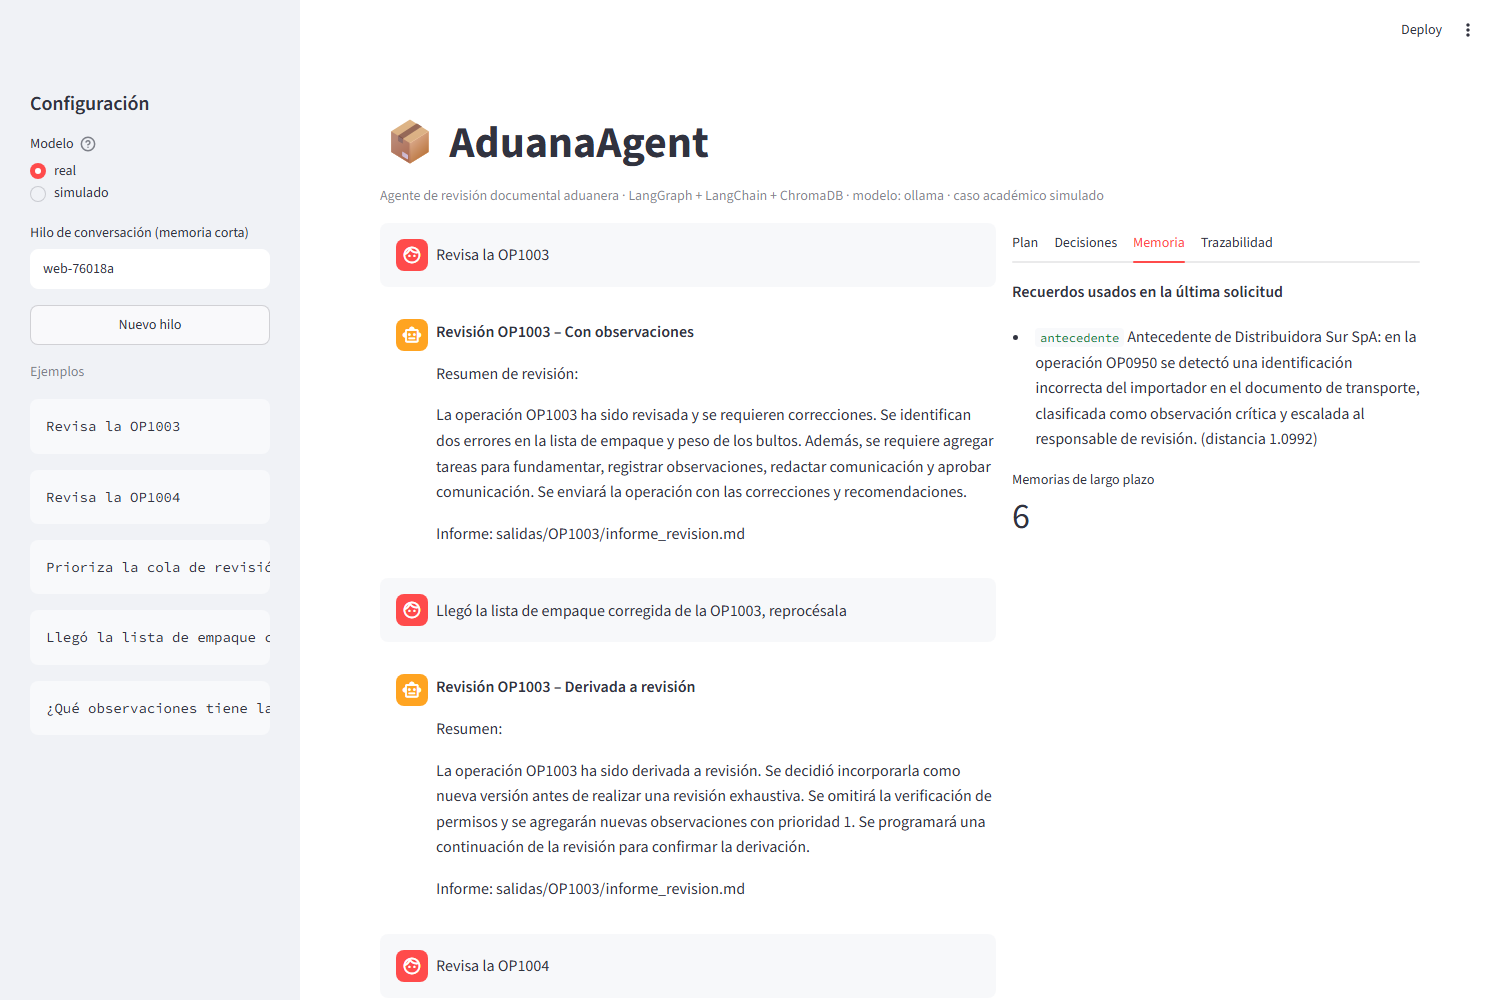 Deploy
Configuración
Modelo
real
simulado
Hilo de conversación (memoria corta)
web-76018a
Nuevo hilo
Ejemplos
Revisa la OP1003
Revisa la OP1004
Prioriza la cola de revisió
Llegó la lista de empaque c
¿Qué observaciones tiene la
AduanaAgent
Agente de revisión documental aduanera · LangGraph + LangChain + ChromaDB · modelo: ollama · caso académico simulado
Revisa la OP1003
Revisión OP1003 – Con observaciones
Resumen de revisión:
La operación OP1003 ha sido revisada y se requieren correcciones. Se identifican
dos errores en la lista de empaque y peso de los bultos. Además, se requiere agregar
tareas para fundamentar, registrar observaciones, redactar comunicación y aprobar
comunicación. Se enviará la operación con las correcciones y recomendaciones.
Informe: salidas/OP1003/informe_revision.md
Llegó la lista de empaque corregida de la OP1003, reprocésala
Revisión OP1003 – Derivada a revisión
Resumen:
La operación OP1003 ha sido derivada a revisión. Se decidió incorporarla como
nueva versión antes de realizar una revisión exhaustiva. Se omitirá la verificación de
permisos y se agregarán nuevas observaciones con prioridad 1. Se programará una
continuación de la revisión para confirmar la derivación.
Informe: salidas/OP1003/informe_revision.md
Revisa la OP1004
Plan Decisiones Memoria Trazabilidad
Recuerdos usados en la última solicitud
antecedente Antecedente de Distribuidora Sur SpA: en la
operación OP0950 se detectó una identificación
incorrecta del importador en el documento de transporte,
clasificada como observación crítica y escalada al
responsable de revisión. (distancia 1.0992)
Memorias de largo plazo
6